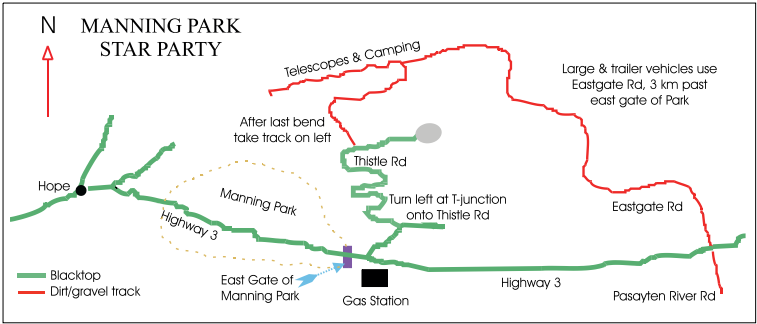 N
MANNING PARK
STAR PARTY
Telescopes & Camping
Large & trailer vehicles use
Eastgate Rd, 3 km past
east gate of Park
After last bend
take track on left
Thistle Rd
Hope
Manning Park
Turn left at T-junction
onto Thistle Rd
Highway 3
Eastgate Rd
East Gate of
Manning Park
Gas Station
Highway 3
Pasayten River Rd
Blacktop
Dirt/gravel track